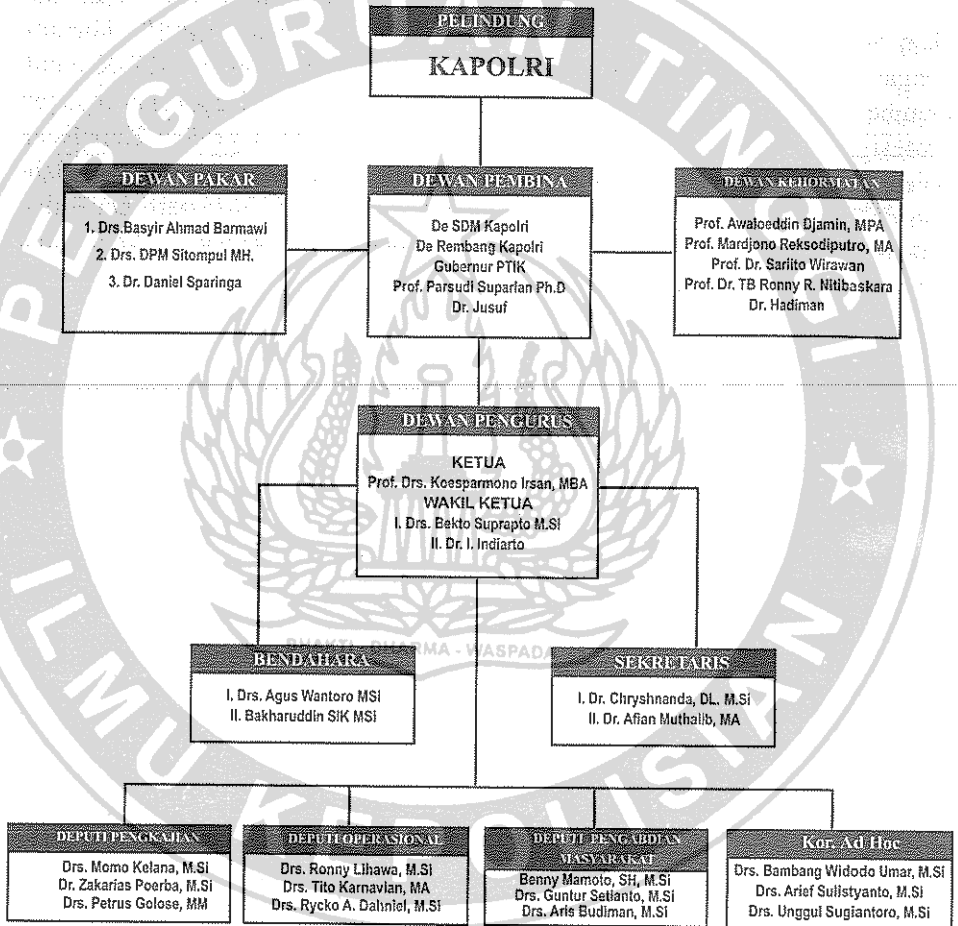 PERGURUAN TINGGI
ILMU KEPOLISIAN
PELINDUNG
KAPOLRI
DEWAN PAKAR
1. Drs.Basyir Ahmad Barmawi
2. Drs. DPM Sitompul MH.
3. Dr. Daniel Sparinga
DEWAN PEMBINA
De SDM Kapolri
De Rembang Kapolri
Gubernur PTIK
Prof. Parsudi Suparlan Ph.D
Dr. Jusuf
DEWAN KEHORMATAN
Prof. Awaloeddin Djamin, MPA
Prof. Mardjono Reksodiputro, MA
Prof. Dr. Sarlito Wirawan
Prof. Dr. TB Ronny R. Nitibaskara
Dr. Hadiman
DEWAN PENGURUS
KETUA
Prof. Drs. Koesparmono Irsan, MBA
WAKIL KETUA
I. Drs. Bekto Suprapto M.Si
II. Dr. I. Indiarto
DHARMA - WASPADA
BENDAHARA
I. Drs. Agus Wantoro MSi
II. Bakharuddin SIK MSi
SEKRETARIS
I. Dr. Chryshnanda, DL. M.Si
II. Dr. Afian Muthalib, MA
DEPUTI PENGKAJIAN
Drs. Momo Kelana, M.Si
Dr. Zakarias Poerba, M.Si
Drs. Petrus Golose, MM
DEPUTI OPERASIONAL
Drs. Ronny Lihawa, M.Si
Drs. Tito Karnavian, MA
Drs. Rycko A. Dahniel, M.Si
DEPUTI PENGABDIAN
MASYARAKAT
Benny Mamoto, SH, M.Si
Drs. Guntur Setianto, M.Si
Drs. Aris Budiman, M.Si
Kor. Ad Hoc
Drs. Bambang Widodo Umar, M.Si
Drs. Arief Sulistyanto, M.Si
Drs. Unggul Sugiantoro, M.Si